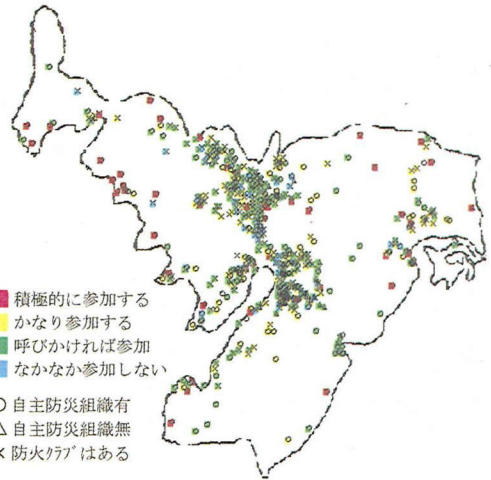 積極的に参加する
かなり参加する
呼びかければ参加
なかなか参加しない
○ 自主防災組織有
△ 自主防災組織無
× 防火クラブはある